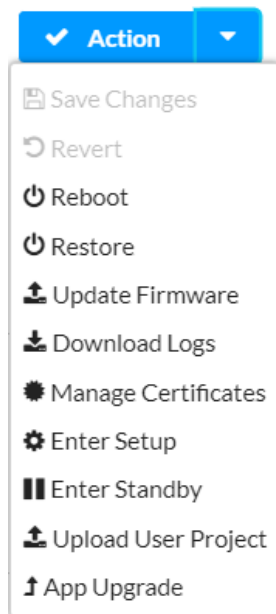 Action
Save Changes
Revert
Reboot
Restore
Update Firmware
Download Logs
Manage Certificates
Enter Setup
Enter Standby
Upload User Project
App Upgrade